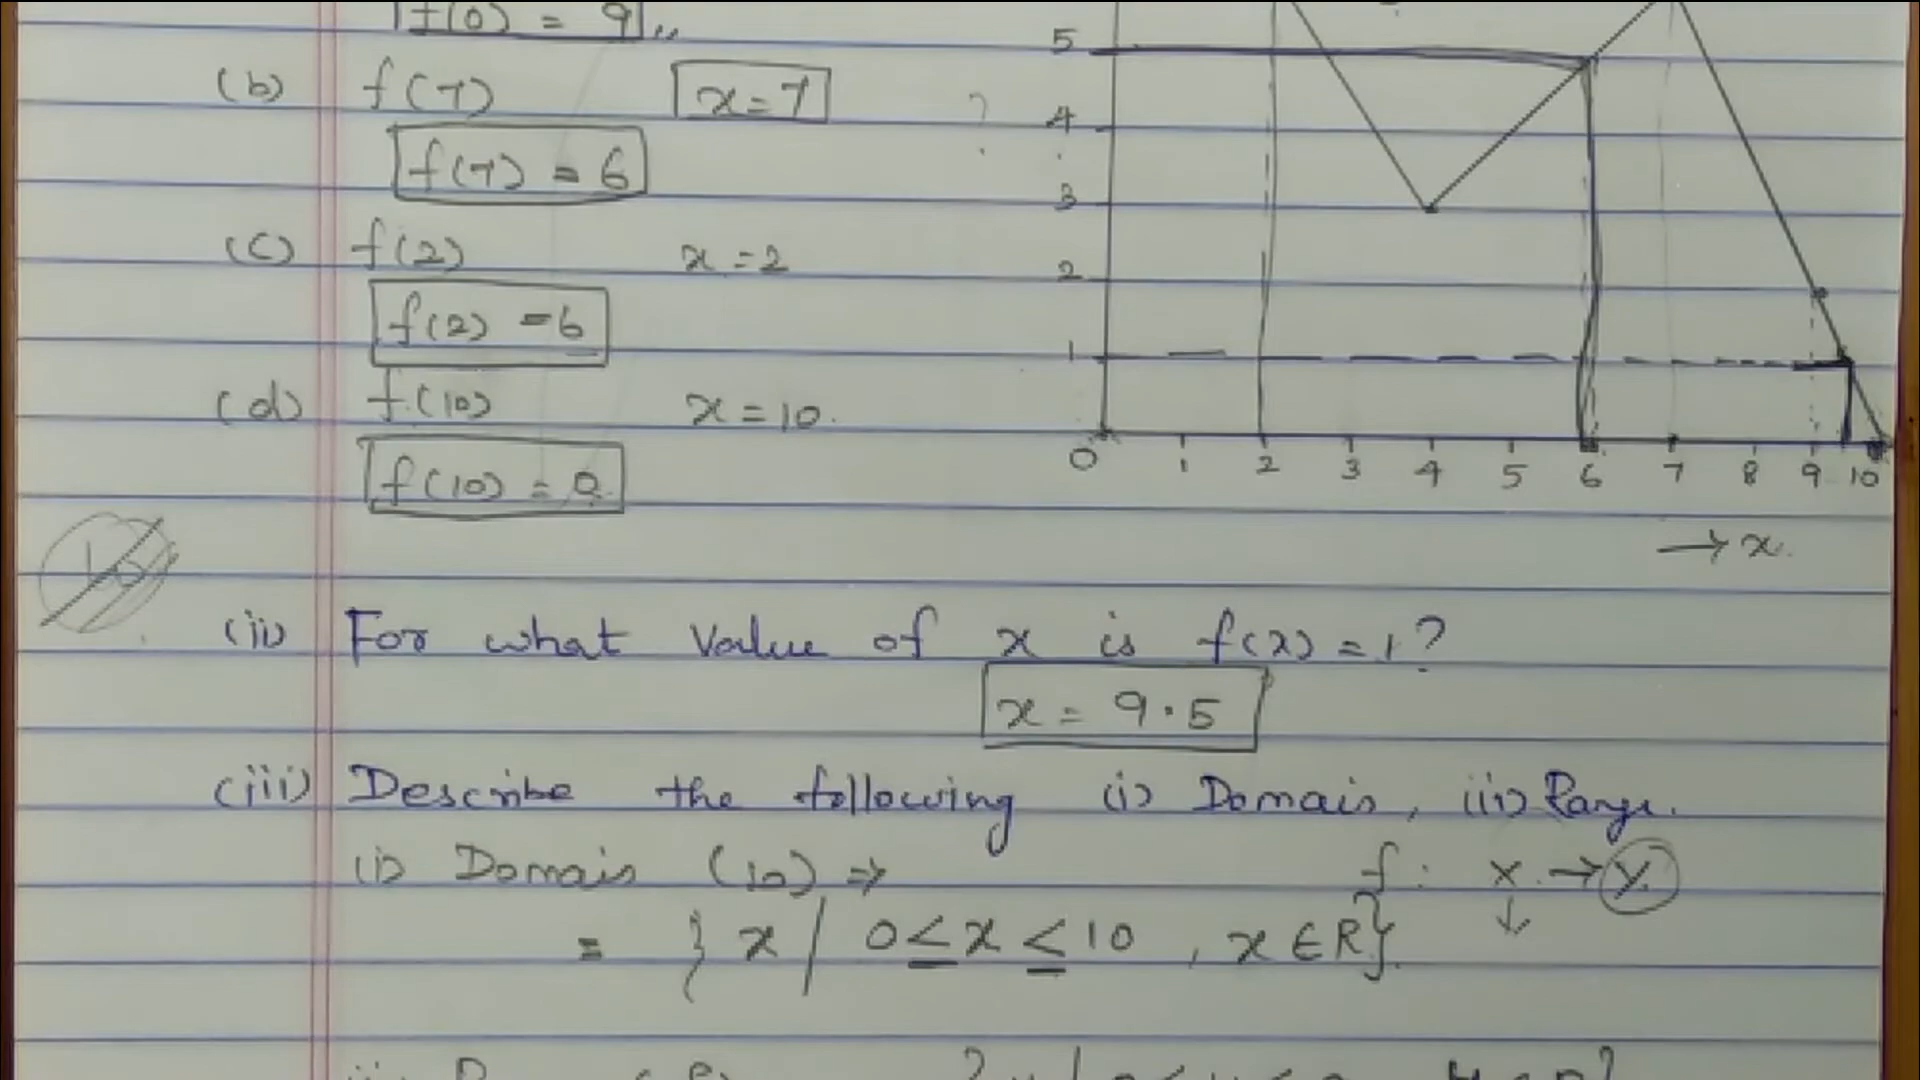 f(0) = 9
(b) f(7) x=7
f(7) = 6
(c) f(2) x=2
f(2) = 6
(d) f(10) x=10.
f(10) = 0
5
4
3
2
1
0 1 2 3 4 5 6 7 8 9 10
→ x.
(ii) For what value of x is f(x) = 1?
x = 9.5
(iii) Describe the following (i) Domain, (ii) Range.
(i) Domain (10) ⇒ f: x → y
↓
= { x / 0 ≤ x ≤ 10, x ∈ R}.